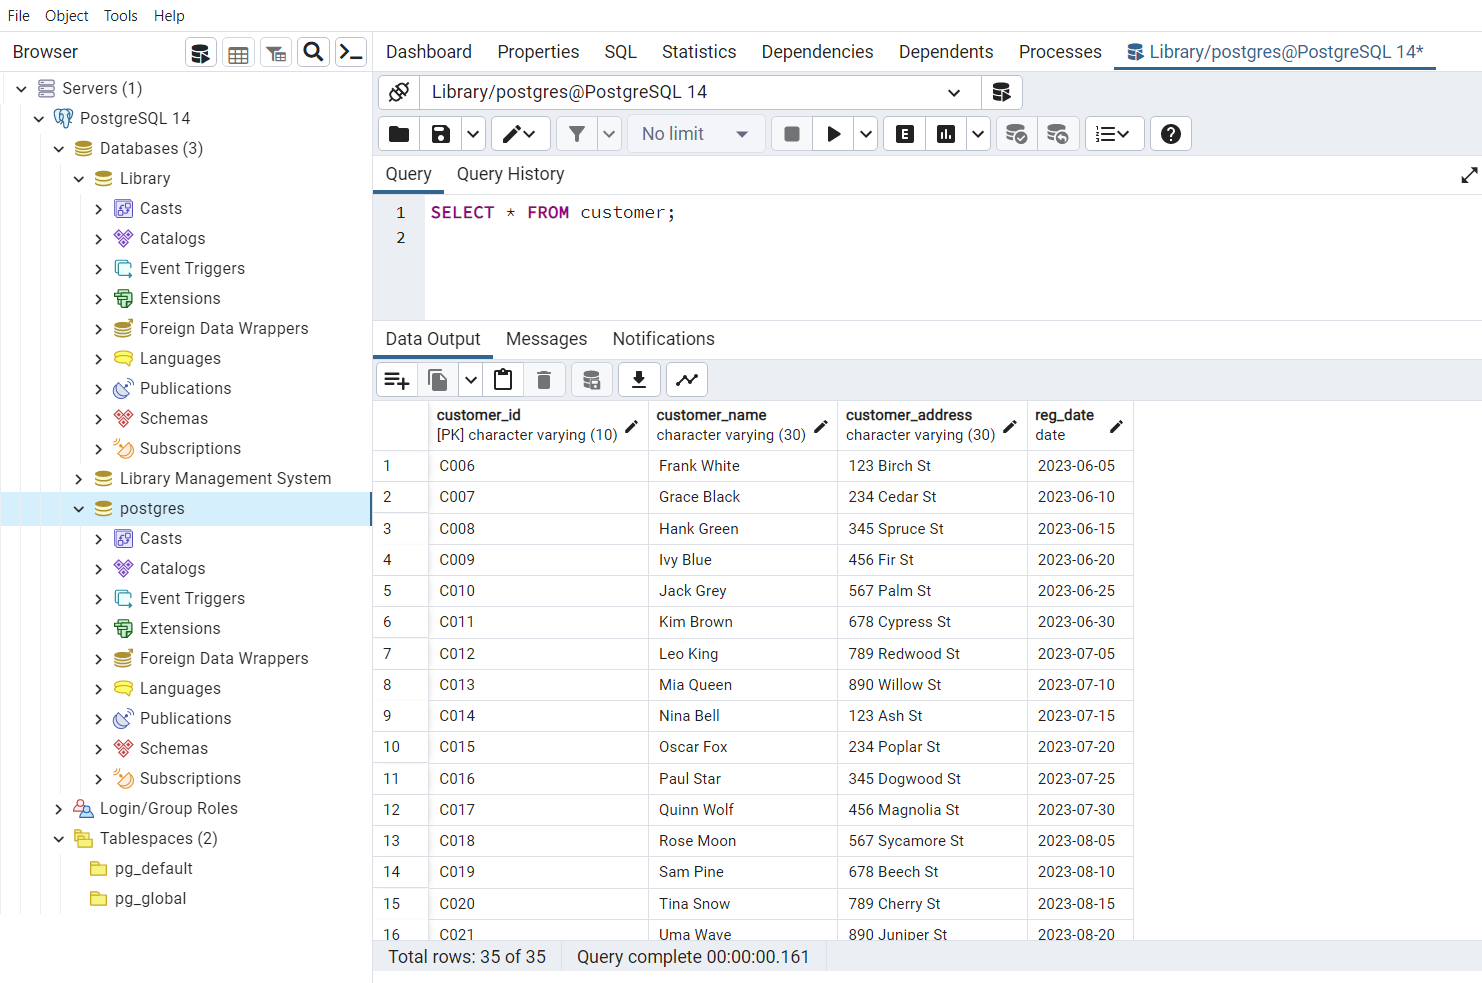 File Object Tools Help
Browser
Dashboard Properties SQL Statistics Dependencies Dependents Processes Library/postgres@PostgreSQL 14*
Servers (1)
PostgreSQL 14
Databases (3)
Library
Casts
Catalogs
Event Triggers
Extensions
Foreign Data Wrappers
Languages
Publications
Schemas
Subscriptions
Library Management System
postgres
Casts
Catalogs
Event Triggers
Extensions
Foreign Data Wrappers
Languages
Publications
Schemas
Subscriptions
Login/Group Roles
Tablespaces (2)
pg_default
pg_global
Library/postgres@PostgreSQL 14
No limit E
Query Query History
1 SELECT * FROM customer;
2
Data Output Messages Notifications
customer_id customer_name customer_address reg_date
[PK] character varying (10) character varying (30) character varying (30) date
1 C006 Frank White 123 Birch St 2023-06-05
2 C007 Grace Black 234 Cedar St 2023-06-10
3 C008 Hank Green 345 Spruce St 2023-06-15
4 C009 Ivy Blue 456 Fir St 2023-06-20
5 C010 Jack Grey 567 Palm St 2023-06-25
6 C011 Kim Brown 678 Cypress St 2023-06-30
7 C012 Leo King 789 Redwood St 2023-07-05
8 C013 Mia Queen 890 Willow St 2023-07-10
9 C014 Nina Bell 123 Ash St 2023-07-15
10 C015 Oscar Fox 234 Poplar St 2023-07-20
11 C016 Paul Star 345 Dogwood St 2023-07-25
12 C017 Quinn Wolf 456 Magnolia St 2023-07-30
13 C018 Rose Moon 567 Sycamore St 2023-08-05
14 C019 Sam Pine 678 Beech St 2023-08-10
15 C020 Tina Snow 789 Cherry St 2023-08-15
16 C021 Uma Wave 890 Juniper St 2023-08-20
Total rows: 35 of 35 Query complete 00:00:00.161